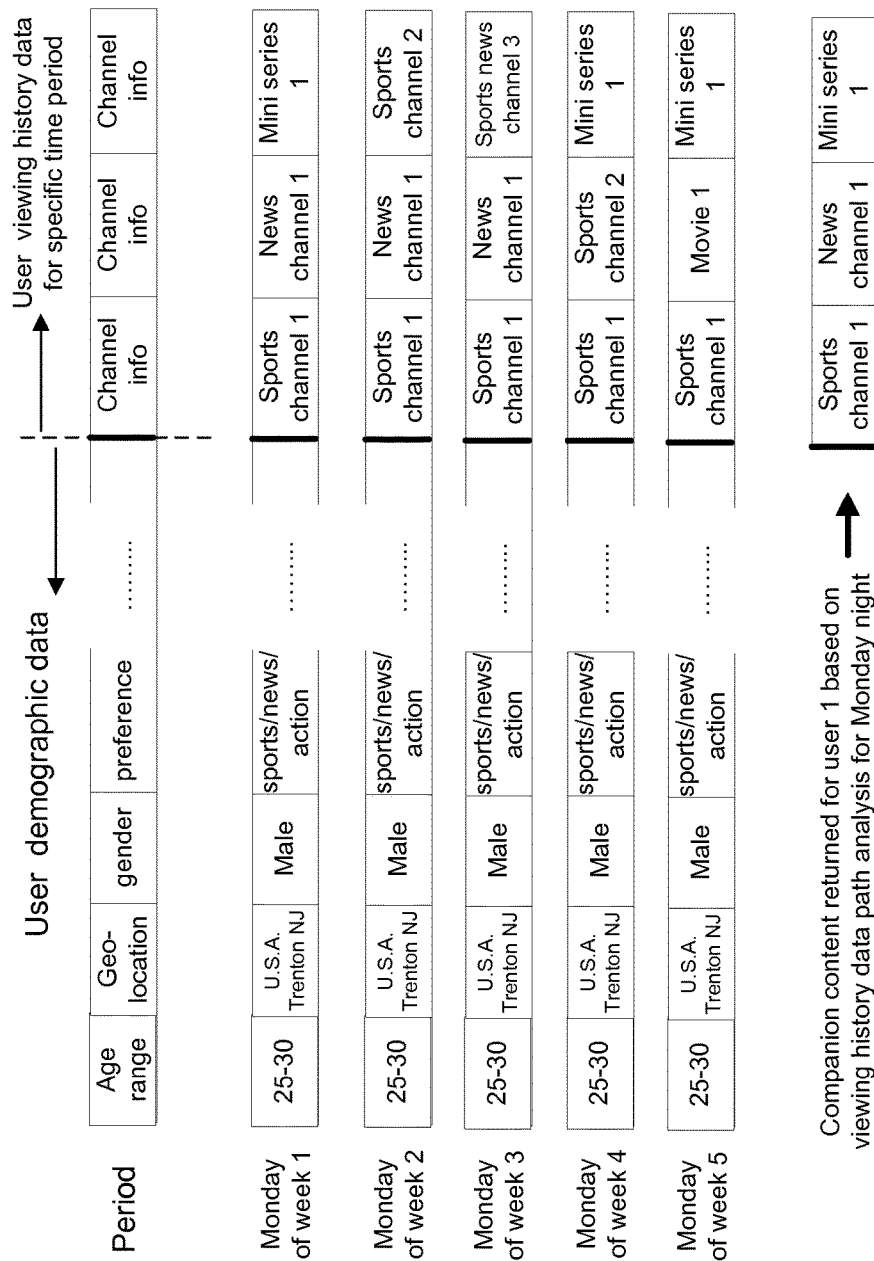 User demographic data
User viewing history data
for specific time period
Period
Age
range
Geo-
location
gender
preference
.........
Channel
info
Channel
info
Channel
info
Monday
of week 1
25-30
U.S.A.
Trenton NJ
Male
sports/news/
action
.........
Sports
channel 1
News
channel 1
Mini series
1
Monday
of week 2
25-30
U.S.A.
Trenton NJ
Male
sports/news/
action
.........
Sports
channel 1
News
channel 1
Sports
channel 2
Monday
of week 3
25-30
U.S.A.
Trenton NJ
Male
sports/news/
action
.........
Sports
channel 1
News
channel 1
Sports news
channel 3
Monday
of week 4
25-30
U.S.A.
Trenton NJ
Male
sports/news/
action
.........
Sports
channel 1
Sports
channel 2
Mini series
1
Monday
of week 5
25-30
U.S.A.
Trenton NJ
Male
sports/news/
action
.........
Sports
channel 1
Movie 1
Mini series
1
Companion content returned for user 1 based on
viewing history data path analysis for Monday night
Sports
channel 1
News
channel 1
Mini series
1